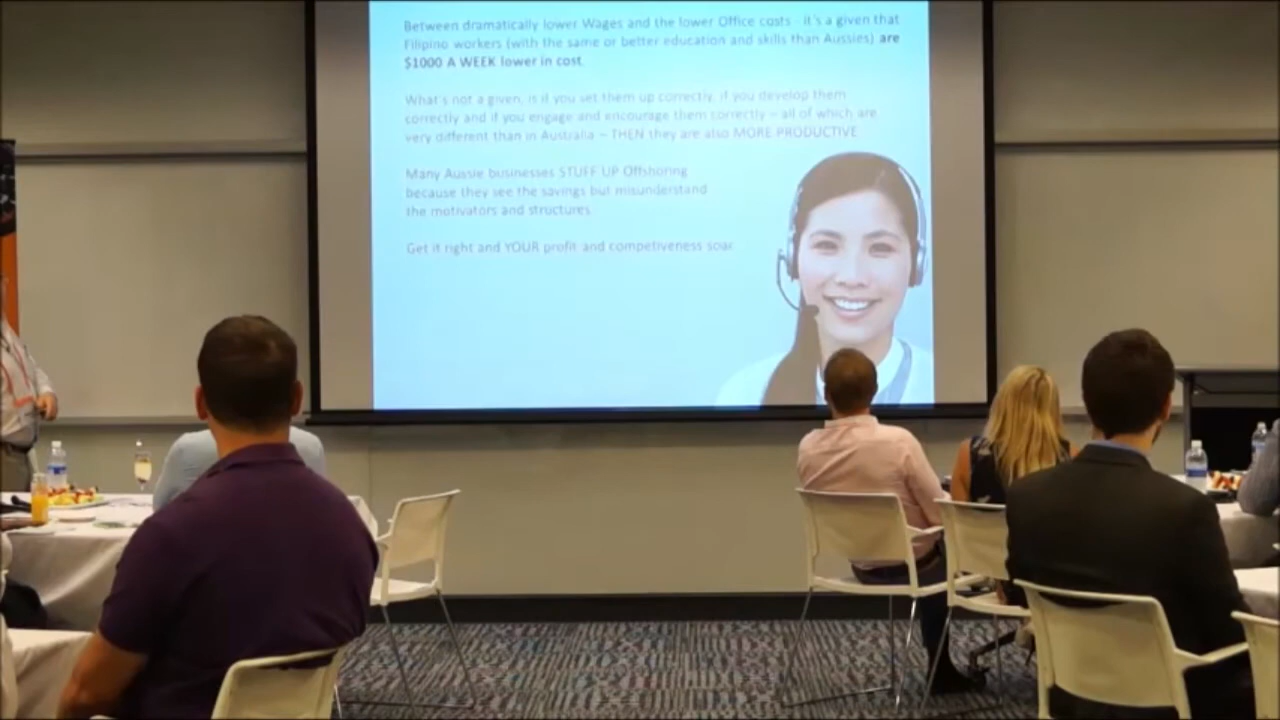 Between dramatically lower Wages and the lower Office costs - it's a given that
Filipino workers (with the same or better education and skills than Aussies) are
$1000 A WEEK lower in cost.
What's not a given, is if you set them up correctly, if you develop them
correctly and if you engage and encourage them correctly – all of which are
very different than in Australia – THEN they are also MORE PRODUCTIVE
Many Aussie businesses STUFF UP Offshoring
because they see the savings but misunderstand
the motivators and structures
Get it right and YOUR profit and competiveness soar